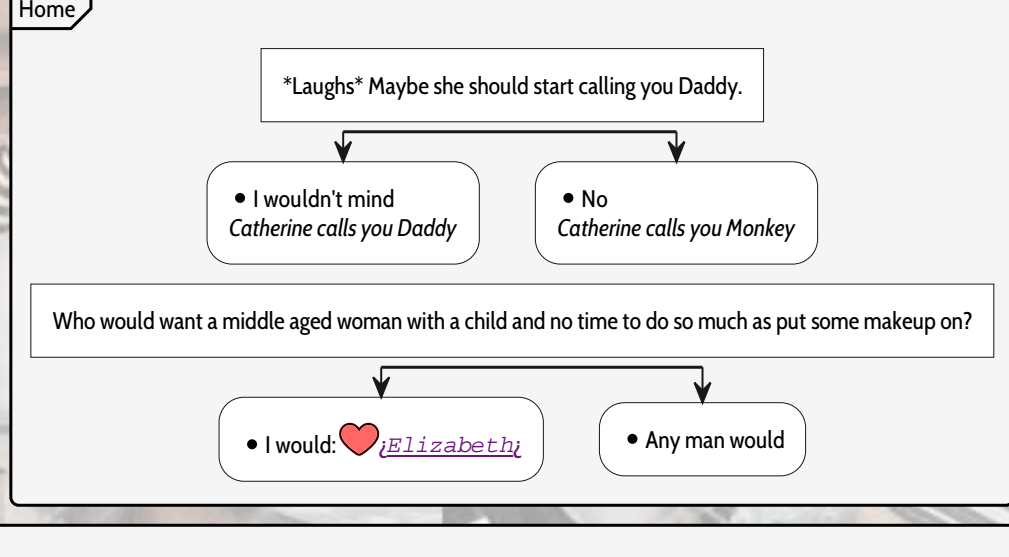 Home
*Laughs* Maybe she should start calling you Daddy.
• I wouldn't mind
Catherine calls you Daddy
• No
Catherine calls you Monkey
Who would want a middle aged woman with a child and no time to do so much as put some makeup on?
• I would: ❤¿Elizabeth¿
• Any man would